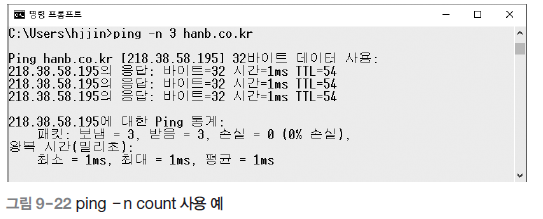 명령 프롬프트
C:\Users\hjjin>ping -n 3 hanb.co.kr
Ping hanb.co.kr [218.38.58.195] 32바이트 데이터 사용:
218.38.58.195의 응답: 바이트=32 시간=1ms TTL=54
218.38.58.195의 응답: 바이트=32 시간=1ms TTL=54
218.38.58.195의 응답: 바이트=32 시간=1ms TTL=54
218.38.58.195에 대한 Ping 통계:
패킷: 보냄 = 3, 받음 = 3, 손실 = 0 (0% 손실),
왕복 시간(밀리초):
최소 = 1ms, 최대 = 1ms, 평균 = 1ms
그림 9-22 ping -n count 사용 예